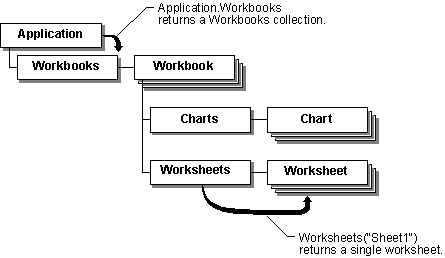 Application.Workbooks
returns a Workbooks collection.
Application
Workbooks
Workbook
Charts
Chart
Worksheets
Worksheet
Worksheets("Sheet1")
returns a single worksheet.